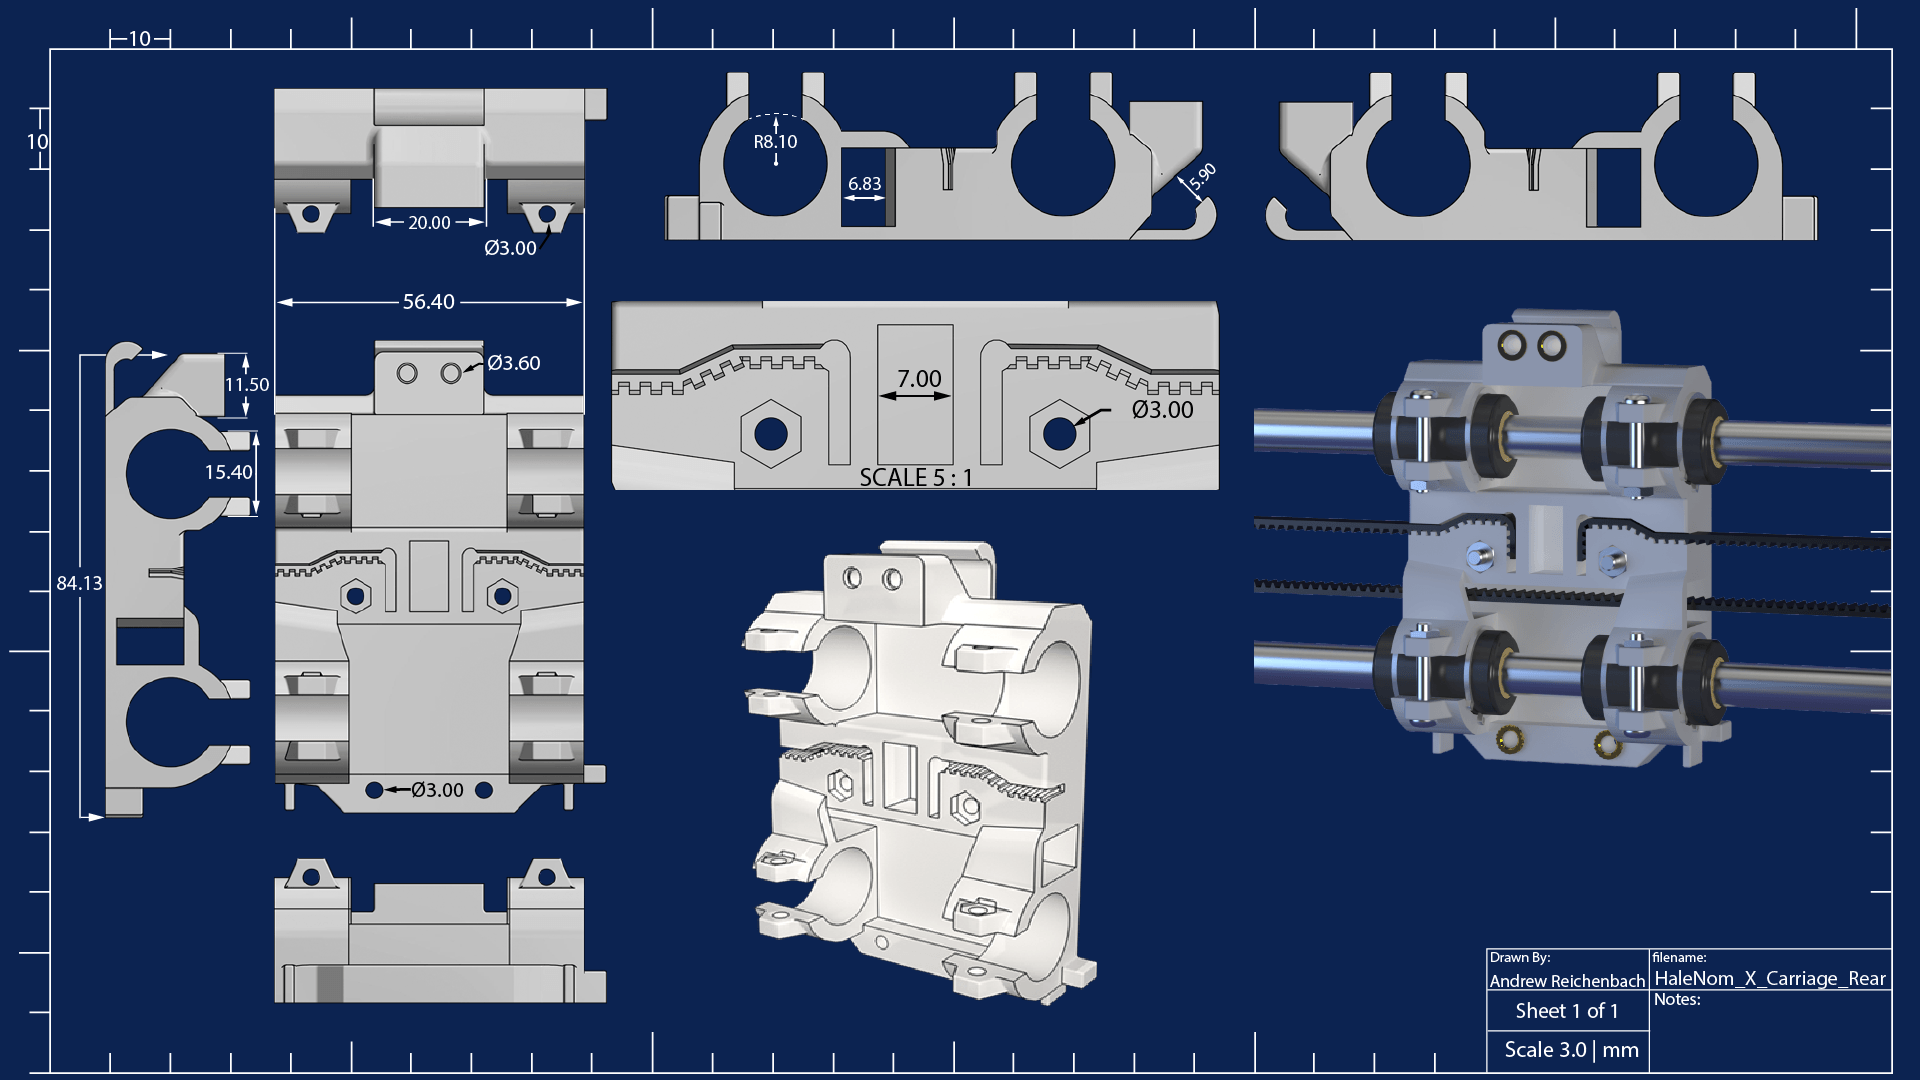 10
10
20.00
Ø3.00
56.40
R8.10
6.83
5.90
11.50
Ø3.60
15.40
84.13
7.00
Ø3.00
SCALE 5 : 1
Ø3.00
Drawn By:
Andrew Reichenbach
filename:
HaleNom_X_Carriage_Rear
Sheet 1 of 1
Notes:
Scale 3.0 | mm